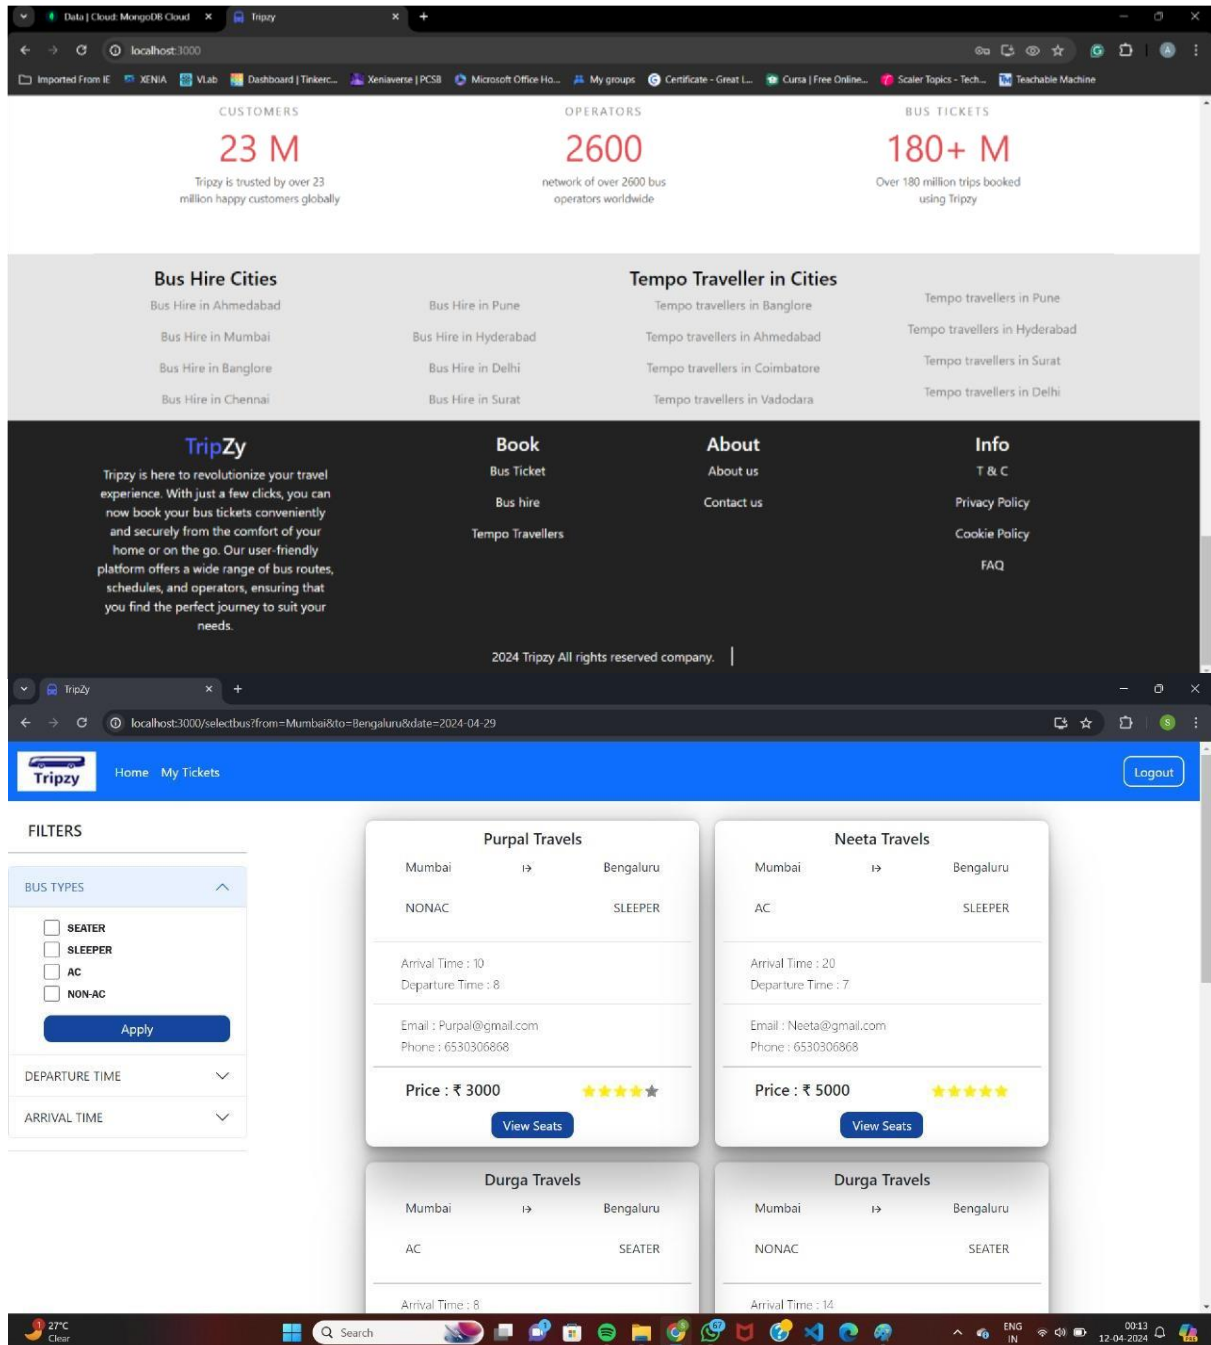 Data | Cloud: MongoDB Cloud
Tripzy
localhost:3000
Imported From IE XENIA VLab Dashboard | Tinkerc... Xeniaverse | PCSB Microsoft Office Ho... My groups Certificate - Great L... Cursa | Free Online... Scaler Topics - Tech... Teachable Machine
CUSTOMERS OPERATORS BUS TICKETS
23 M 2600 180+ M
Tripzy is trusted by over 23 network of over 2600 bus Over 180 million trips booked
million happy customers globally operators worldwide using Tripzy
Bus Hire Cities Tempo Traveller in Cities
Bus Hire in Ahmedabad Bus Hire in Pune Tempo travellers in Banglore Tempo travellers in Pune
Bus Hire in Mumbai Bus Hire in Hyderabad Tempo travellers in Ahmedabad Tempo travellers in Hyderabad
Bus Hire in Banglore Bus Hire in Delhi Tempo travellers in Coimbatore Tempo travellers in Surat
Bus Hire in Chennai Bus Hire in Surat Tempo travellers in Vadodara Tempo travellers in Delhi
TripZy
Tripzy is here to revolutionize your travel
experience. With just a few clicks, you can
now book your bus tickets conveniently
and securely from the comfort of your
home or on the go. Our user-friendly
platform offers a wide range of bus routes,
schedules, and operators, ensuring that
you find the perfect journey to suit your
needs.
Book
Bus Ticket
Bus hire
Tempo Travellers
About
About us
Contact us
Info
T & C
Privacy Policy
Cookie Policy
FAQ
2024 Tripzy All rights reserved company.
TripZy
localhost:3000/selectbus?from=Mumbai&to=Bengaluru&date=2024-04-29
S
Tripzy
Home My Tickets
Logout
FILTERS
BUS TYPES
SEATER
SLEEPER
AC
NON-AC
Apply
DEPARTURE TIME
ARRIVAL TIME
Purpal Travels
Mumbai ↦ Bengaluru
NONAC SLEEPER
Arrival Time : 10
Departure Time : 8
Email : Purpal@gmail.com
Phone : 6530306868
Price : ₹ 3000
View Seats
Neeta Travels
Mumbai ↦ Bengaluru
AC SLEEPER
Arrival Time : 20
Departure Time : 7
Email : Neeta@gmail.com
Phone : 6530306868
Price : ₹ 5000
View Seats
Durga Travels
Mumbai ↦ Bengaluru
AC SEATER
Arrival Time : 8
Durga Travels
Mumbai ↦ Bengaluru
NONAC SEATER
Arrival Time : 14
27°C
Clear
Search
67
ENG
IN
00:13
12-04-2024